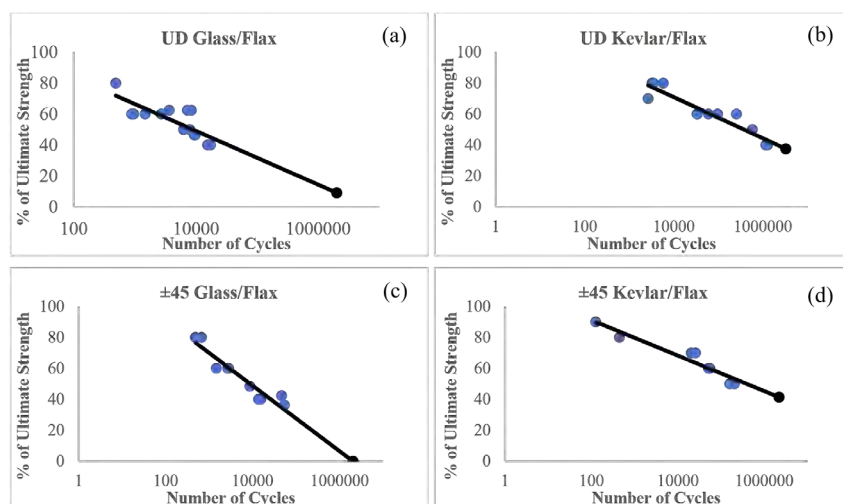 UD Glass/Flax (a)
% of Ultimate Strength
100
80
60
40
20
0
100 10000 1000000
Number of Cycles
UD Kevlar/Flax (b)
% of Ultimate Strength
100
80
60
40
20
0
1 100 10000 1000000
Number of Cycles
±45 Glass/Flax (c)
% of Ultimate Strength
100
80
60
40
20
0
1 100 10000 1000000
Number of Cycles
±45 Kevlar/Flax (d)
% of Ultimate Strength
100
80
60
40
20
0
1 100 10000 1000000
Number of Cycles